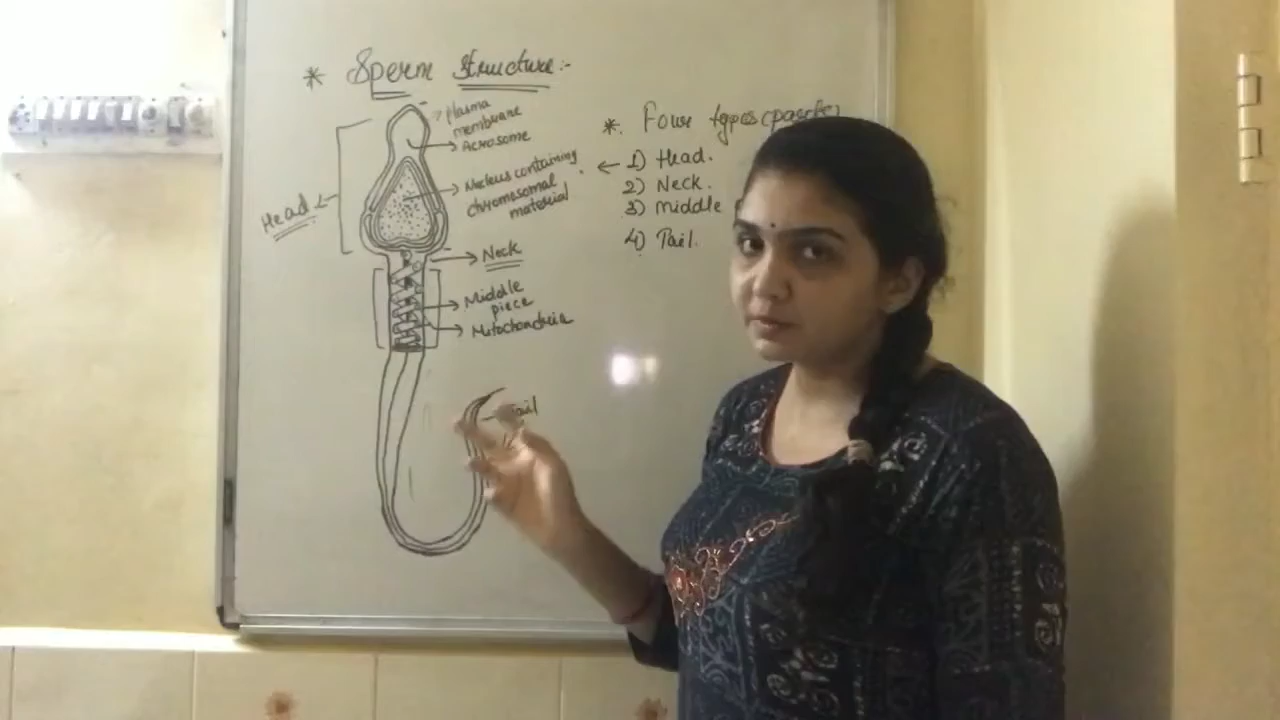 * Sperm Structure:-
plasma
membrane
Acrosome
Nucleus containing
chromosomal
material
Head
Neck
Middle
piece
Mitochondria
Tail
*. Four types (parts)
1) Head.
2) Neck.
3) Middle
4) Tail.